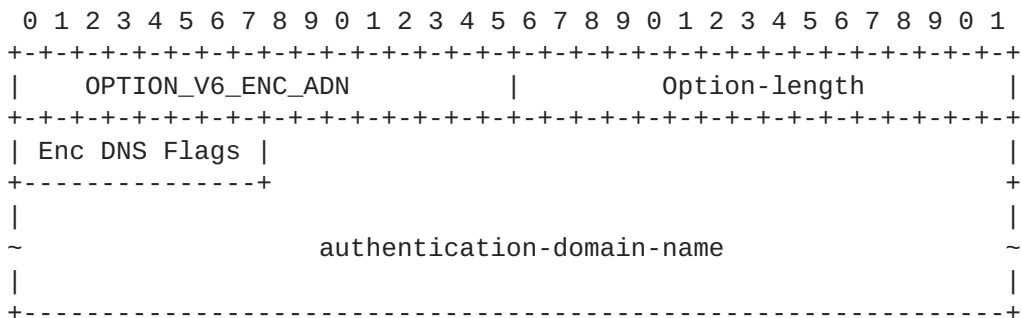 0 1 2 3 4 5 6 7 8 9 0 1 2 3 4 5 6 7 8 9 0 1 2 3 4 5 6 7 8 9 0 1
+-+-+-+-+-+-+-+-+-+-+-+-+-+-+-+-+-+-+-+-+-+-+-+-+-+-+-+-+-+-+-+-+
|    OPTION_V6_ENC_ADN          |         Option-length         |
+-+-+-+-+-+-+-+-+-+-+-+-+-+-+-+-+-+-+-+-+-+-+-+-+-+-+-+-+-+-+-+-+
| Enc DNS Flags |                                               |
+---------------+                                               +
|                                                               |
~                   authentication-domain-name                  ~
|                                                               |
+---------------------------------------------------------------+